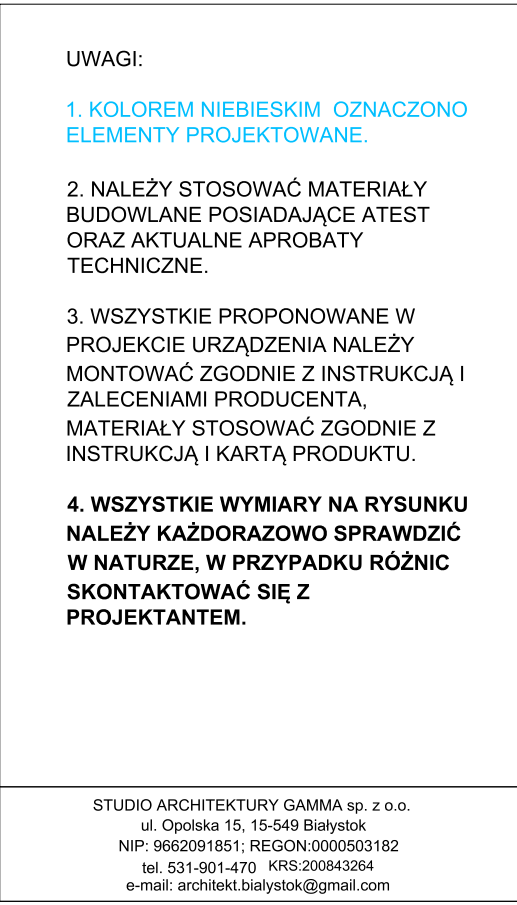 UWAGI:
1. KOLOREM NIEBIESKIM OZNACZONO
ELEMENTY PROJEKTOWANE.
2. NALEŻY STOSOWAĆ MATERIAŁY
BUDOWLANE POSIADAJĄCE ATEST
ORAZ AKTUALNE APROBATY
TECHNICZNE.
3. WSZYSTKIE PROPONOWANE W
PROJEKCIE URZĄDZENIA NALEŻY
MONTOWAĆ ZGODNIE Z INSTRUKCJĄ I
ZALECENIAMI PRODUCENTA,
MATERIAŁY STOSOWAĆ ZGODNIE Z
INSTRUKCJĄ I KARTĄ PRODUKTU.
4. WSZYSTKIE WYMIARY NA RYSUNKU
NALEŻY KAŻDORAZOWO SPRAWDZIĆ
W NATURZE, W PRZYPADKU RÓŻNIC
SKONTAKTOWAĆ SIĘ Z
PROJEKTANTEM.
STUDIO ARCHITEKTURY GAMMA sp. z o.o.
ul. Opolska 15, 15-549 Białystok
NIP: 9662091851; REGON:0000503182
tel. 531-901-470 KRS:200843264
e-mail: architekt.bialystok@gmail.com